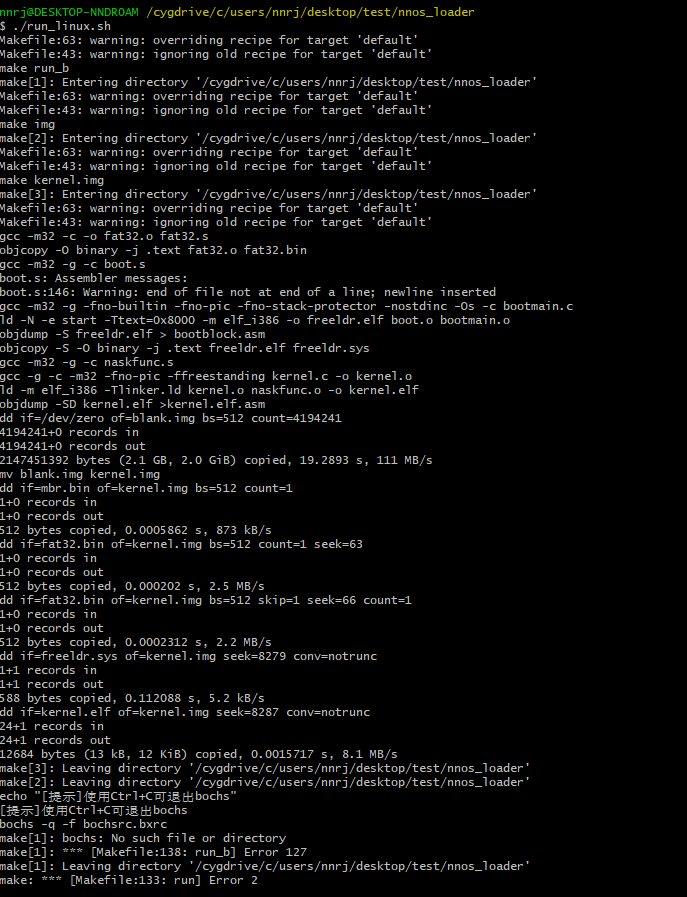 nnrj@DESKTOP-NNDROAM /cygdrive/c/users/nnrj/desktop/test/nnos_loader
$ ./run_linux.sh
Makefile:63: warning: overriding recipe for target 'default'
Makefile:43: warning: ignoring old recipe for target 'default'
make run_b
make[1]: Entering directory '/cygdrive/c/users/nnrj/desktop/test/nnos_loader'
Makefile:63: warning: overriding recipe for target 'default'
Makefile:43: warning: ignoring old recipe for target 'default'
make img
make[2]: Entering directory '/cygdrive/c/users/nnrj/desktop/test/nnos_loader'
Makefile:63: warning: overriding recipe for target 'default'
Makefile:43: warning: ignoring old recipe for target 'default'
make kernel.img
make[3]: Entering directory '/cygdrive/c/users/nnrj/desktop/test/nnos_loader'
Makefile:63: warning: overriding recipe for target 'default'
Makefile:43: warning: ignoring old recipe for target 'default'
gcc -m32 -c -o fat32.o fat32.s
objcopy -O binary -j .text fat32.o fat32.bin
gcc -m32 -g -c boot.s
boot.s: Assembler messages:
boot.s:146: Warning: end of file not at end of a line; newline inserted
gcc -m32 -g -fno-builtin -fno-pic -fno-stack-protector -nostdinc -Os -c bootmain.c
ld -N -e start -Ttext=0x8000 -m elf_i386 -o freeldr.elf boot.o bootmain.o
objdump -S freeldr.elf > bootblock.asm
objcopy -S -O binary -j .text freeldr.elf freeldr.sys
gcc -m32 -g -c naskfunc.s
gcc -g -c -m32 -fno-pic -ffreestanding kernel.c -o kernel.o
ld -m elf_i386 -Tlinker.ld kernel.o naskfunc.o -o kernel.elf
objdump -SD kernel.elf >kernel.elf.asm
dd if=/dev/zero of=blank.img bs=512 count=4194241
4194241+0 records in
4194241+0 records out
2147451392 bytes (2.1 GB, 2.0 GiB) copied, 19.2893 s, 111 MB/s
mv blank.img kernel.img
dd if=mbr.bin of=kernel.img bs=512 count=1
1+0 records in
1+0 records out
512 bytes copied, 0.0005862 s, 873 kB/s
dd if=fat32.bin of=kernel.img bs=512 count=1 seek=63
1+0 records in
1+0 records out
512 bytes copied, 0.000202 s, 2.5 MB/s
dd if=fat32.bin of=kernel.img bs=512 skip=1 seek=66 count=1
1+0 records in
1+0 records out
512 bytes copied, 0.0002312 s, 2.2 MB/s
dd if=freeldr.sys of=kernel.img seek=8279 conv=notrunc
1+1 records in
1+1 records out
588 bytes copied, 0.112088 s, 5.2 kB/s
dd if=kernel.elf of=kernel.img seek=8287 conv=notrunc
24+1 records in
24+1 records out
12684 bytes (13 kB, 12 KiB) copied, 0.0015717 s, 8.1 MB/s
make[3]: Leaving directory '/cygdrive/c/users/nnrj/desktop/test/nnos_loader'
make[2]: Leaving directory '/cygdrive/c/users/nnrj/desktop/test/nnos_loader'
echo "[提示]使用Ctrl+C可退出bochs"
[提示]使用Ctrl+C可退出bochs
bochs -q -f bochsrc.bxrc
make[1]: bochs: No such file or directory
make[1]: *** [Makefile:138: run_b] Error 127
make[1]: Leaving directory '/cygdrive/c/users/nnrj/desktop/test/nnos_loader'
make: *** [Makefile:133: run] Error 2